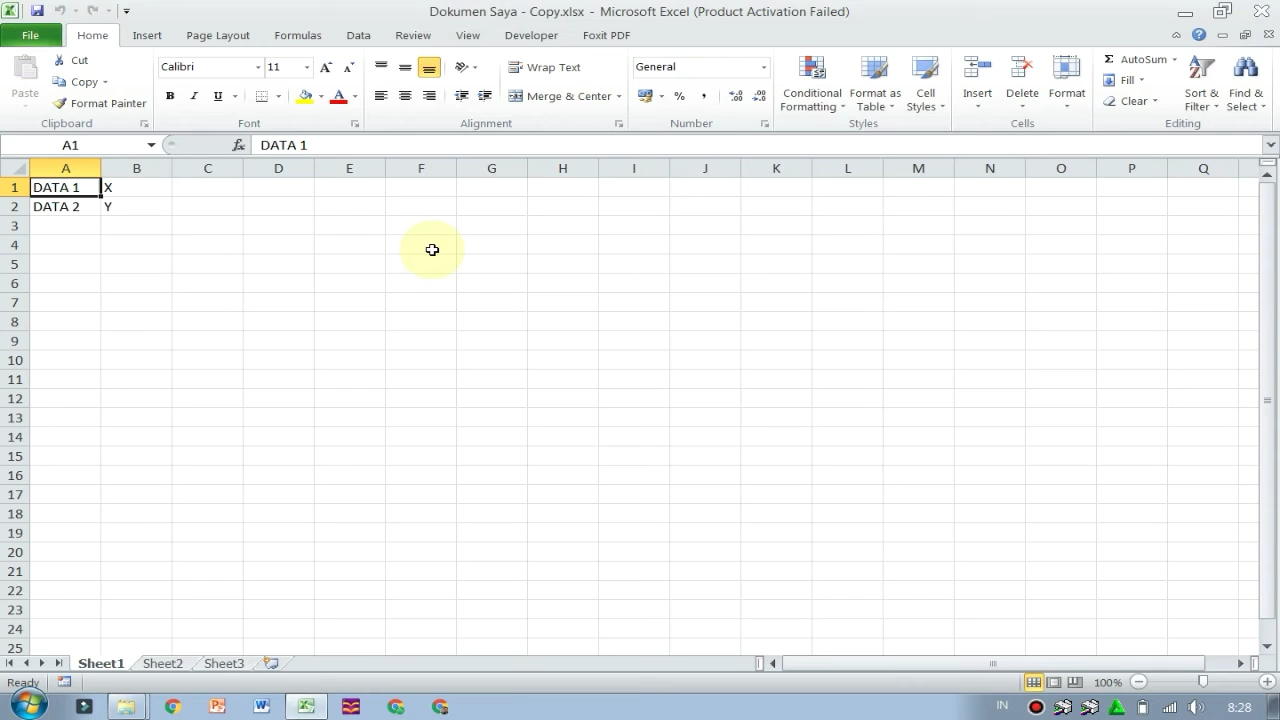 Dokumen Saya - Copy.xlsx - Microsoft Excel (Product Activation Failed)
File Home Insert Page Layout Formulas Data Review View Developer Foxit PDF
Paste Cut Copy Format Painter Clipboard
Calibri 11 B I U A Font
Wrap Text Merge & Center Alignment
General % , Number
Conditional Formatting Format as Table Cell Styles Styles
Insert Delete Format Cells
AutoSum Fill Clear Sort & Filter Find & Select Editing
A1 fx DATA 1
A B C D E F G H I J K L M N O P Q
1 DATA 1 X
2 DATA 2 Y
3
4
5
6
7
8
9
10
11
12
13
14
15
16
17
18
19
20
21
22
23
24
25
Sheet1 Sheet2 Sheet3
Ready 100%
IN 8:28